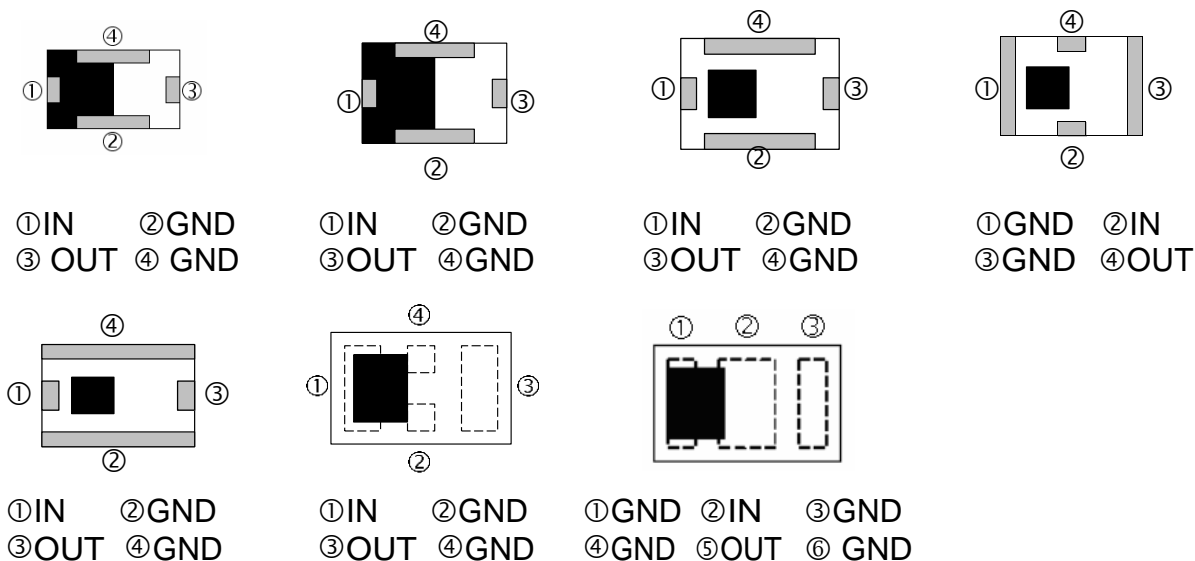 ④
① ③
②
①IN ②GND
③ OUT ④ GND
④
① ③
②
①IN ②GND
③OUT ④GND
④
① ③
②
①IN ②GND
③OUT ④GND
④
① ③
②
①GND ②IN
③GND ④OUT
④
① ③
②
①IN ②GND
③OUT ④GND
④
① ③
②
①IN ②GND
③OUT ④GND
① ② ③
①GND ②IN ③GND
④GND ⑤OUT ⑥ GND